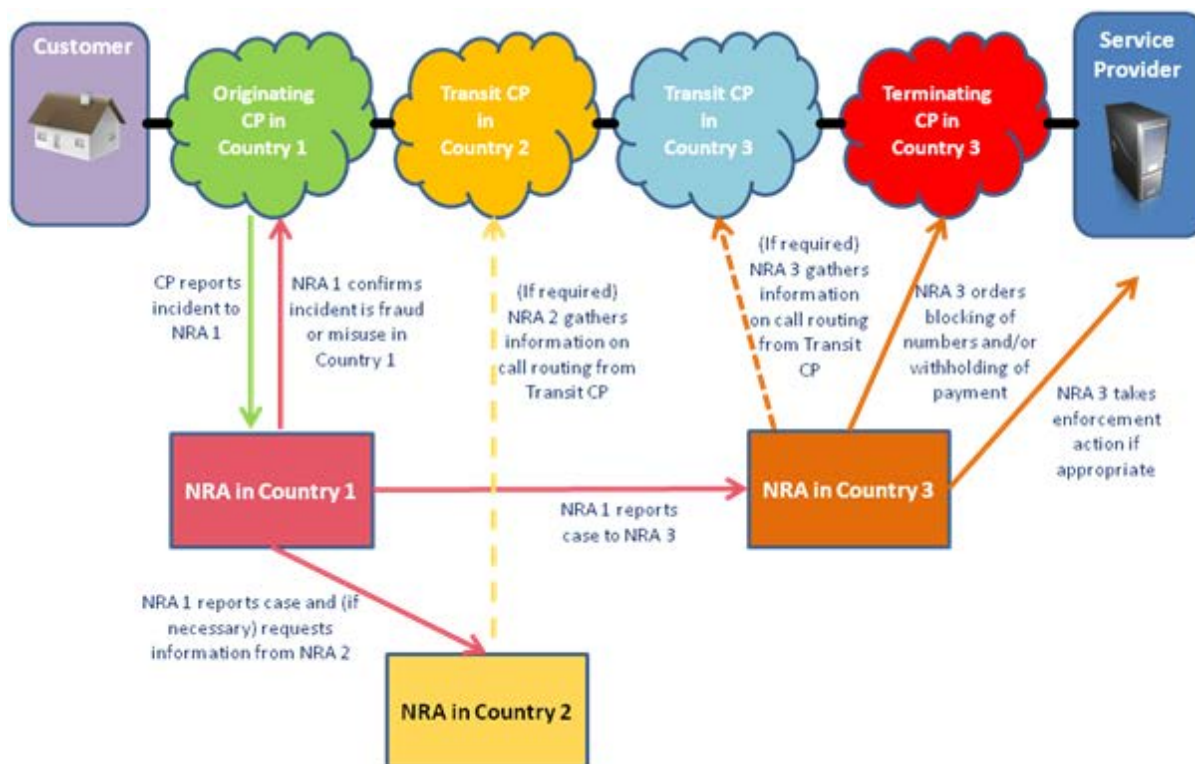 Customer
Originating
CP in
Country 1
Transit CP
in
Country 2
Transit CP
in
Country 3
Terminating
CP in
Country 3
Service
Provider
CP reports
incident to
NRA 1
NRA 1 confirms
incident is fraud
or misuse in
Country 1
(If required)
NRA 2 gathers
information on
call routing from
Transit CP
(If required)
NRA 3 gathers
information
on call routing
from Transit
CP
NRA 3 orders
blocking of
numbers and/or
withholding of
payment
NRA 3 takes
enforcement
action if
appropriate
NRA in Country 1
NRA in Country 3
NRA 1 reports
case to NRA 3
NRA 1 reports case and (if
necessary) requests
information from NRA 2
NRA in Country 2